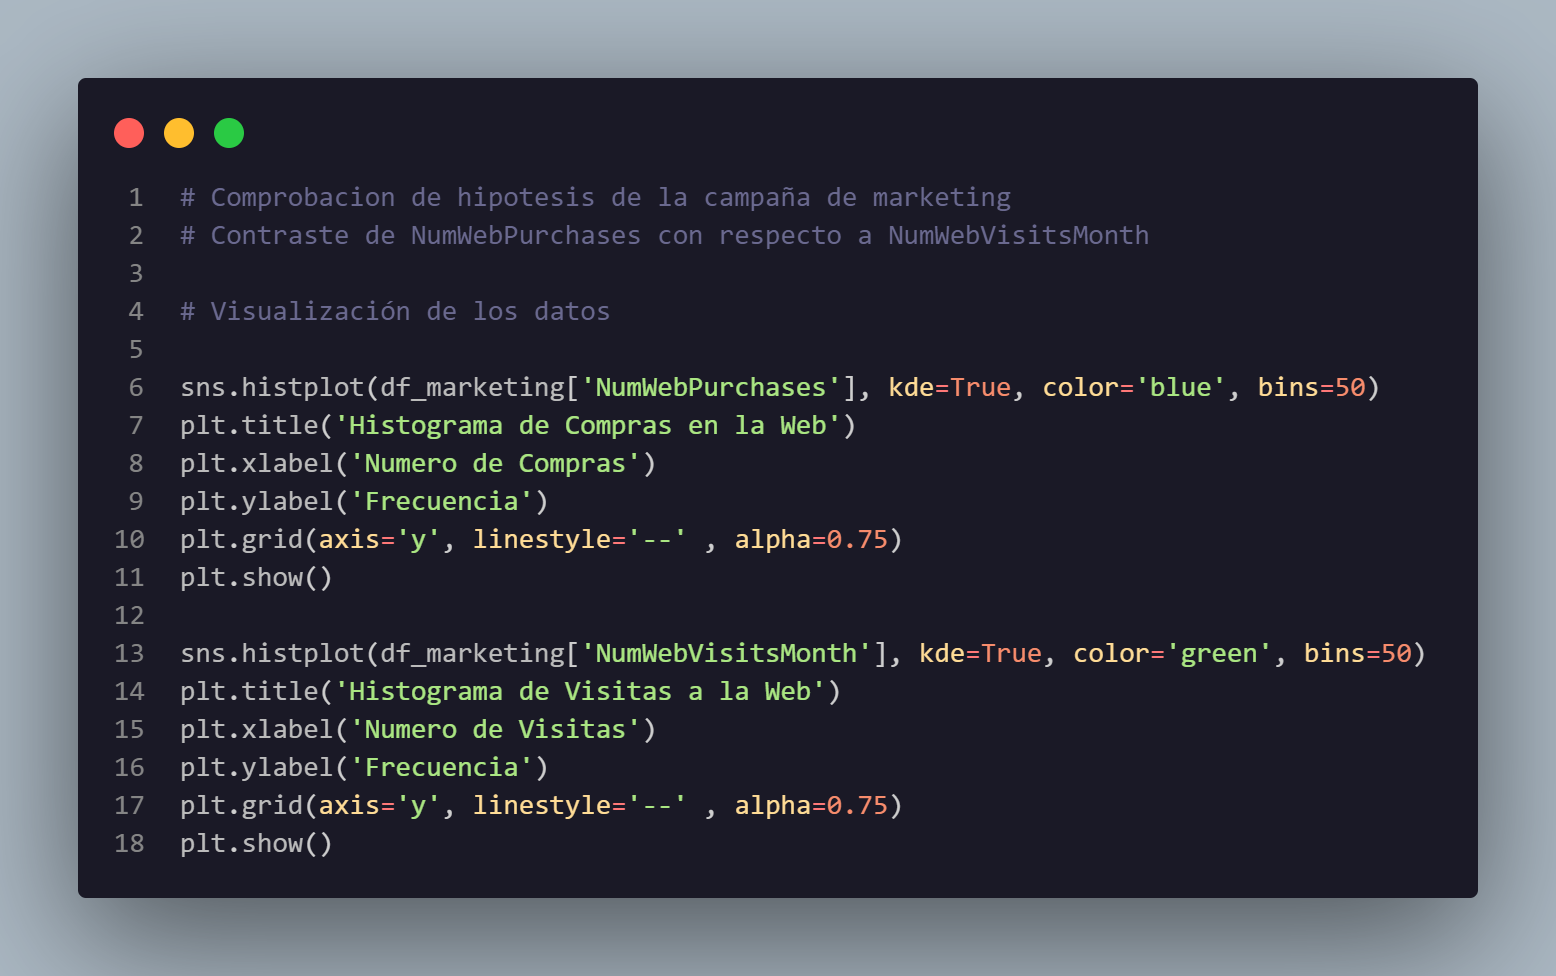 1 # Comprobacion de hipotesis de la campaña de marketing
2 # Contraste de NumWebPurchases con respecto a NumWebVisitsMonth
3
4 # Visualización de los datos
5
6 sns.histplot(df_marketing['NumWebPurchases'], kde=True, color='blue', bins=50)
7 plt.title('Histograma de Compras en la Web')
8 plt.xlabel('Numero de Compras')
9 plt.ylabel('Frecuencia')
10 plt.grid(axis='y', linestyle='--' , alpha=0.75)
11 plt.show()
12
13 sns.histplot(df_marketing['NumWebVisitsMonth'], kde=True, color='green', bins=50)
14 plt.title('Histograma de Visitas a la Web')
15 plt.xlabel('Numero de Visitas')
16 plt.ylabel('Frecuencia')
17 plt.grid(axis='y', linestyle='--' , alpha=0.75)
18 plt.show()